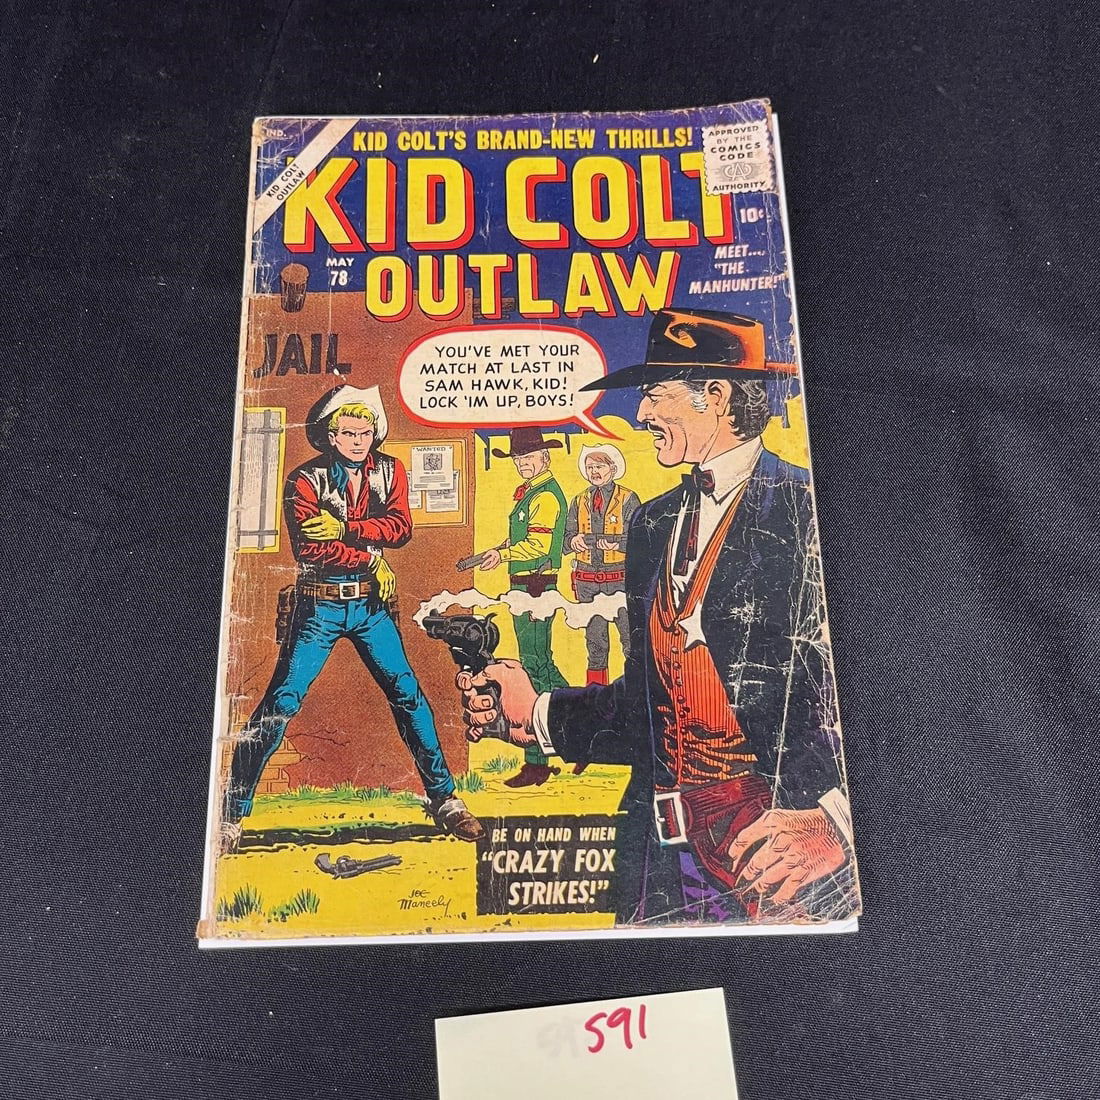 IND.
KID COLT
OUTLAW
KID COLT'S BRAND-NEW THRILLS!
APPROVED
BY THE
COMICS
CODE
AUTHORITY
KID COLT
OUTLAW
10¢
MAY
78
MEET...
"THE
MANHUNTER!"
JAIL
YOU'VE MET YOUR
MATCH AT LAST IN
SAM HAWK, KID!
LOCK 'IM UP, BOYS!
WANTED
BE ON HAND WHEN
"CRAZY FOX
STRIKES!"
JOE
Maneely
591